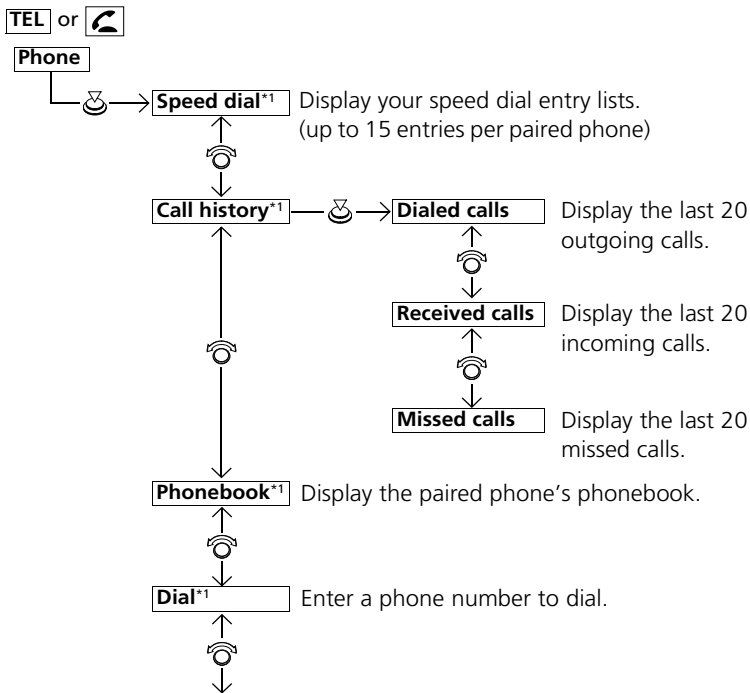 TEL or
Phone
Speed dial*1 Display your speed dial entry lists.
(up to 15 entries per paired phone)
Call history*1 Dialed calls Display the last 20
outgoing calls.
Received calls Display the last 20
incoming calls.
Missed calls Display the last 20
missed calls.
Phonebook*1 Display the paired phone’s phonebook.
Dial*1 Enter a phone number to dial.